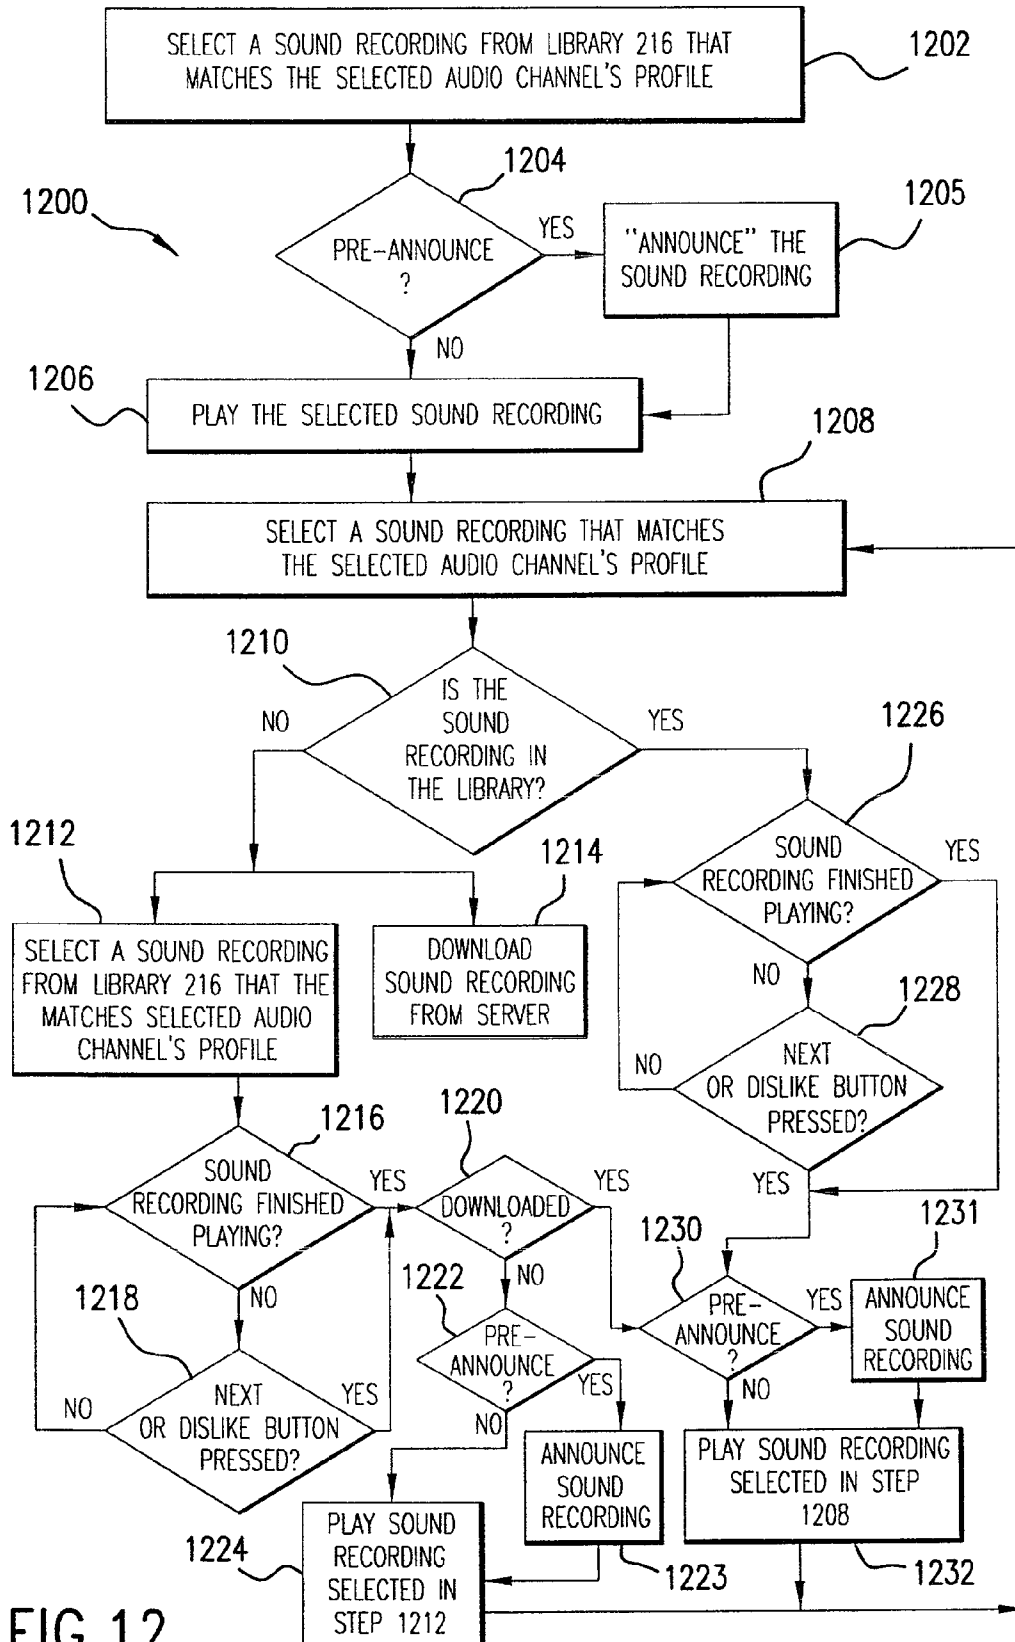 SELECT A SOUND RECORDING FROM LIBRARY 216 THAT
MATCHES THE SELECTED AUDIO CHANNEL'S PROFILE
1202
1204
1200
PRE-ANNOUNCE
?
YES
"ANNOUNCE" THE
SOUND RECORDING
1205
NO
1206
PLAY THE SELECTED SOUND RECORDING
1208
SELECT A SOUND RECORDING THAT MATCHES
THE SELECTED AUDIO CHANNEL'S PROFILE
1210
IS THE
SOUND
RECORDING IN
THE LIBRARY?
NO
YES
1226
SOUND
RECORDING FINISHED
PLAYING?
YES
NO
1228
NEXT
OR DISLIKE BUTTON
PRESSED?
NO
YES
1212
SELECT A SOUND RECORDING
FROM LIBRARY 216 THAT THE
MATCHES SELECTED AUDIO
CHANNEL'S PROFILE
1214
DOWNLOAD
SOUND RECORDING
FROM SERVER
1216
SOUND
RECORDING FINISHED
PLAYING?
YES
NO
1218
NEXT
OR DISLIKE BUTTON
PRESSED?
NO
YES
1220
DOWNLOADED
?
YES
NO
1222
PRE-
ANNOUNCE
?
YES
NO
ANNOUNCE
SOUND
RECORDING
1223
1224
PLAY SOUND
RECORDING
SELECTED IN
STEP 1212
1230
PRE-
ANNOUNCE
?
YES
NO
1231
ANNOUNCE
SOUND
RECORDING
PLAY SOUND RECORDING
SELECTED IN STEP
1208
1232
FIG.12